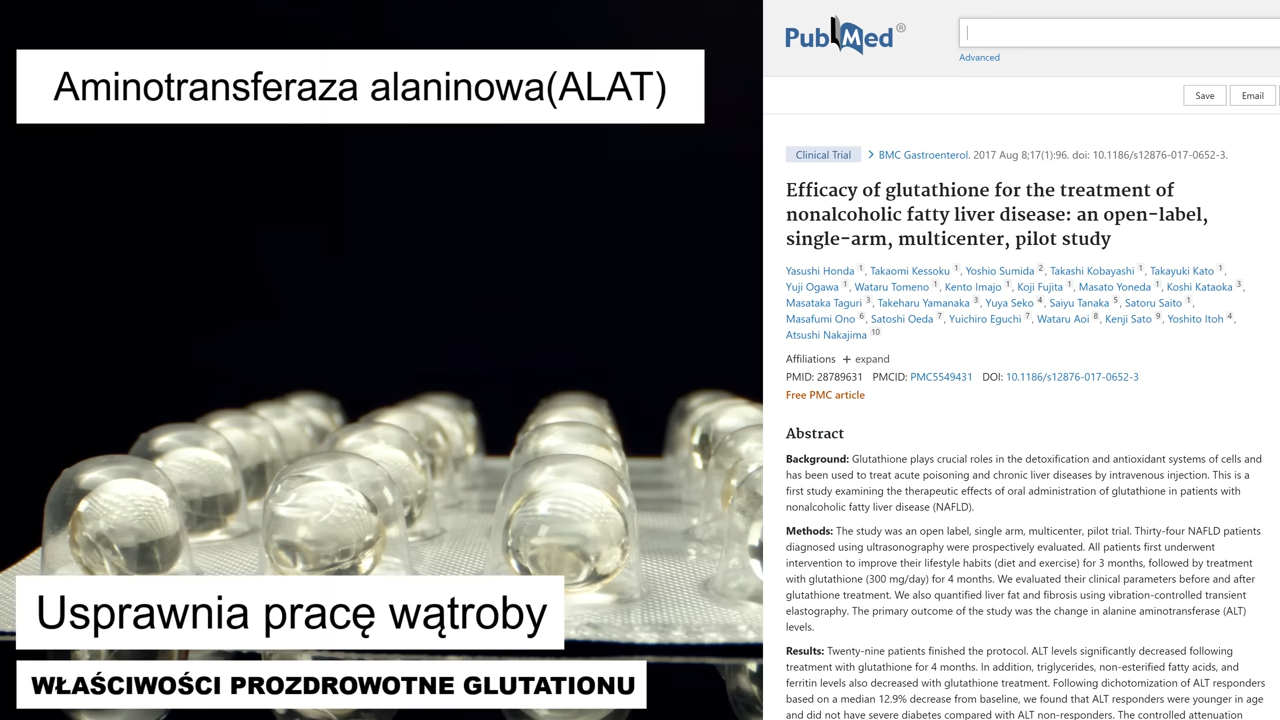 Aminotransferaza alaninowa(ALAT)
Usprawnia pracę wątroby
WŁAŚCIWOŚCI PROZDROWOTNE GLUTATIONU
PubMed®
Advanced
Save Email
Clinical Trial > BMC Gastroenterol. 2017 Aug 8;17(1):96. doi: 10.1186/s12876-017-0652-3.
Efficacy of glutathione for the treatment of
nonalcoholic fatty liver disease: an open-label,
single-arm, multicenter, pilot study
Yasushi Honda 1, Takaomi Kessoku 1, Yoshio Sumida 2, Takashi Kobayashi 1, Takayuki Kato 1,
Yuji Ogawa 1, Wataru Tomeno 1, Kento Imajo 1, Koji Fujita 1, Masato Yoneda 1, Koshi Kataoka 3,
Masataka Taguri 3, Takeharu Yamanaka 3, Yuya Seko 4, Saiyu Tanaka 5, Satoru Saito 1,
Masafumi Ono 6, Satoshi Oeda 7, Yuichiro Eguchi 7, Wataru Aoi 8, Kenji Sato 9, Yoshito Itoh 4,
Atsushi Nakajima 10
Affiliations + expand
PMID: 28789631 PMCID: PMC5549431 DOI: 10.1186/s12876-017-0652-3
Free PMC article
Abstract
Background: Glutathione plays crucial roles in the detoxification and antioxidant systems of cells and
has been used to treat acute poisoning and chronic liver diseases by intravenous injection. This is a
first study examining the therapeutic effects of oral administration of glutathione in patients with
nonalcoholic fatty liver disease (NAFLD).
Methods: The study was an open label, single arm, multicenter, pilot trial. Thirty-four NAFLD patients
diagnosed using ultrasonography were prospectively evaluated. All patients first underwent
intervention to improve their lifestyle habits (diet and exercise) for 3 months, followed by treatment
with glutathione (300 mg/day) for 4 months. We evaluated their clinical parameters before and after
glutathione treatment. We also quantified liver fat and fibrosis using vibration-controlled transient
elastography. The primary outcome of the study was the change in alanine aminotransferase (ALT)
levels.
Results: Twenty-nine patients finished the protocol. ALT levels significantly decreased following
treatment with glutathione for 4 months. In addition, triglycerides, non-esterified fatty acids, and
ferritin levels also decreased with glutathione treatment. Following dichotomization of ALT responders
based on a median 12.9% decrease from baseline, we found that ALT responders were younger in age
and did not have severe diabetes compared with ALT non-responders. The controlled attenuation